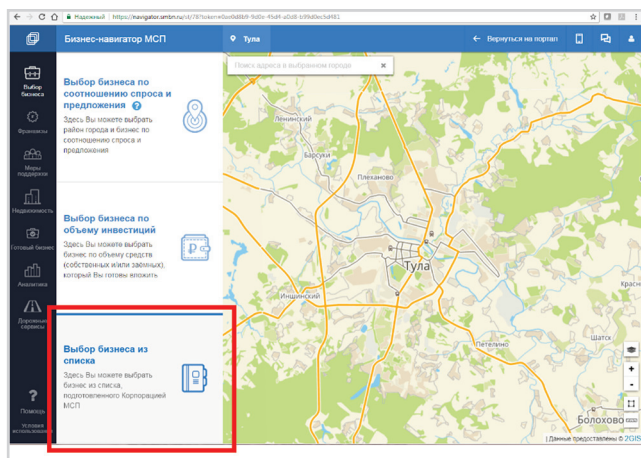 Надежный | https://navigator.smbn.ru/
Бизнес-навигатор МСП
Тула
Вернуться на портал
Поиск адреса в выбранном городе
Выбор
бизнеса
Франшизы
Меры
поддержки
Недвижимость
Готовый бизнес
Аналитика
Дорожные
сервисы
Помощь
Условия
использования
Выбор бизнеса по
соотношению спроса и
предложения ?
Здесь Вы можете выбрать
район города и бизнес по
соотношению спроса и
предложения
Выбор бизнеса по
объему инвестиций
Здесь Вы можете выбрать
бизнес по объему средств
(собственных и/или заёмных),
который Вы готовы вложить
Выбор бизнеса из
списка
Здесь Вы можете выбрать
бизнес из списка,
подготовленного Корпорацией
МСП
Ленинский
Барсуки
Плеханово
Тула
Иншинский
Петелино
Шатск
Красн
Болохово
Данные предоставлены © 2GIS